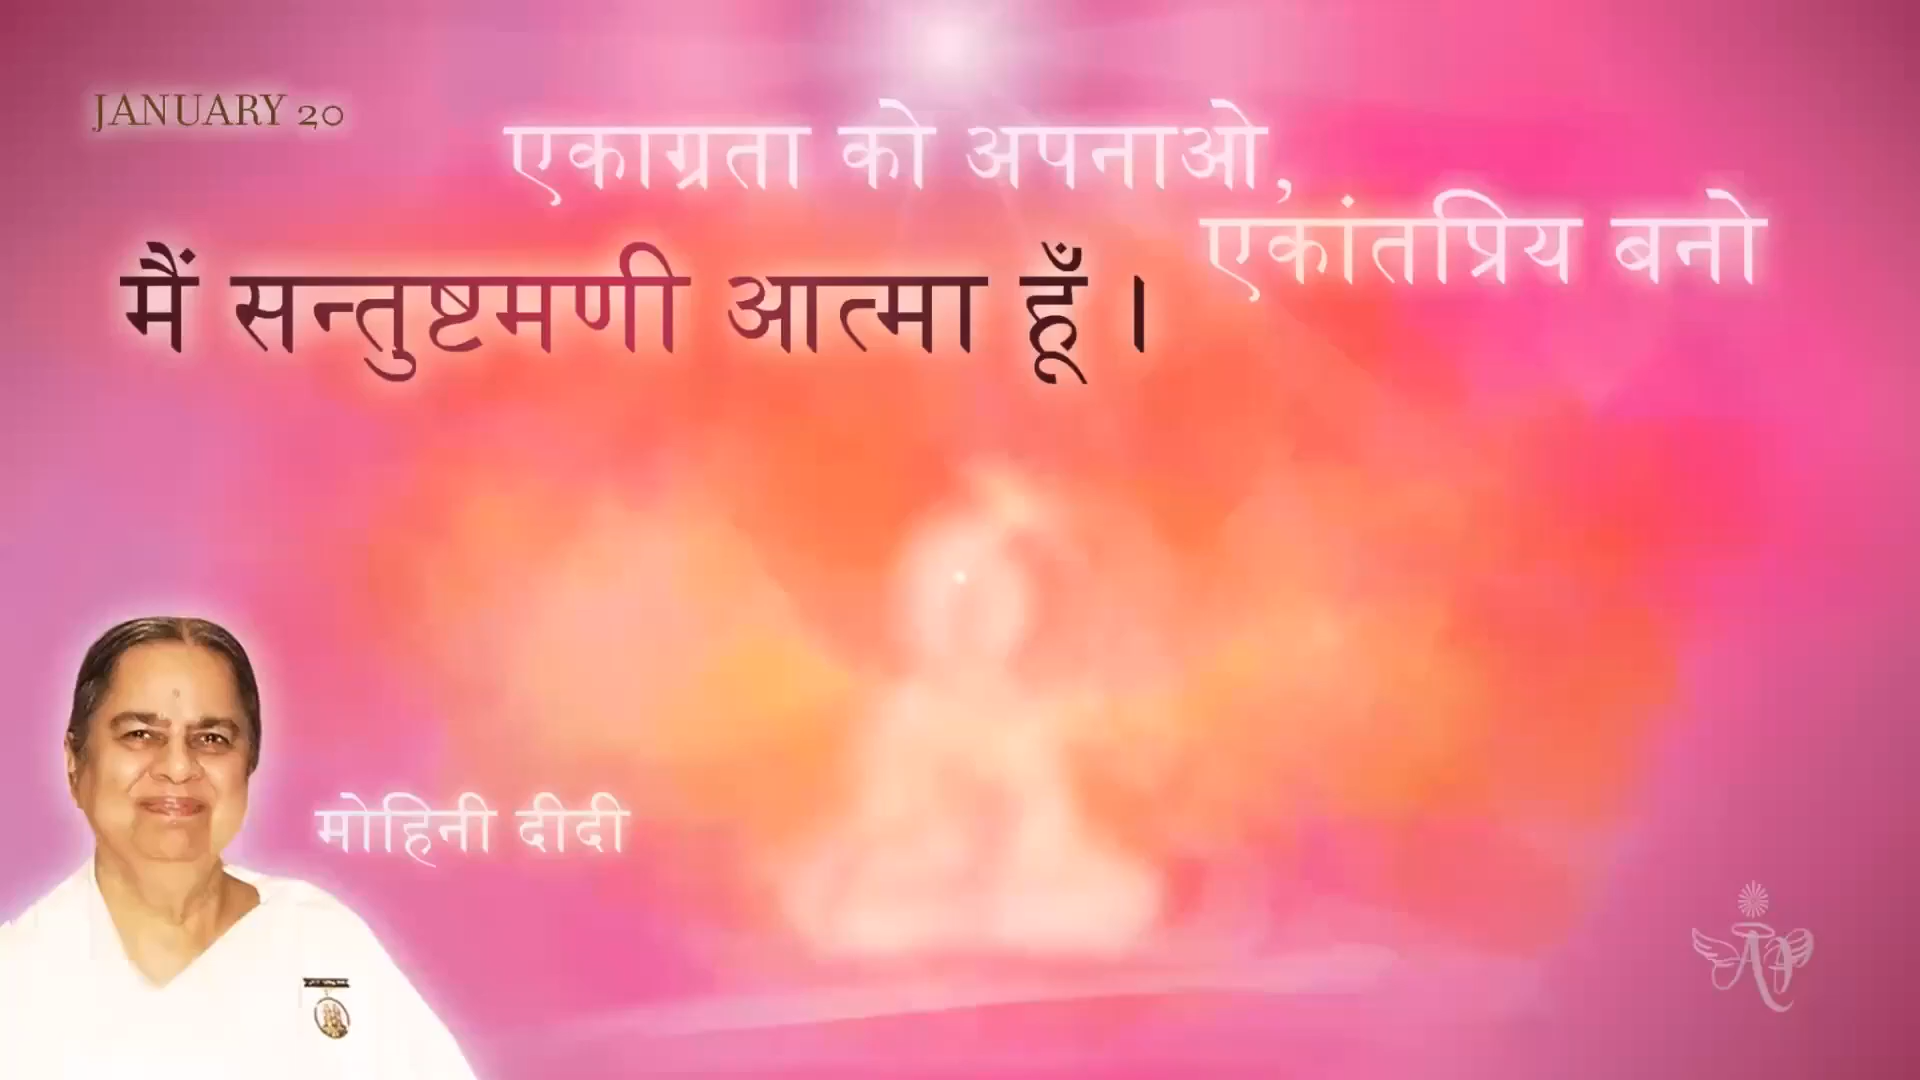 JANUARY 20
एकाग्रता को अपनाओ,
एकांतप्रिय बनो
मैं सन्तुष्टमणी आत्मा हूँ ।
मोहिनी दीदी